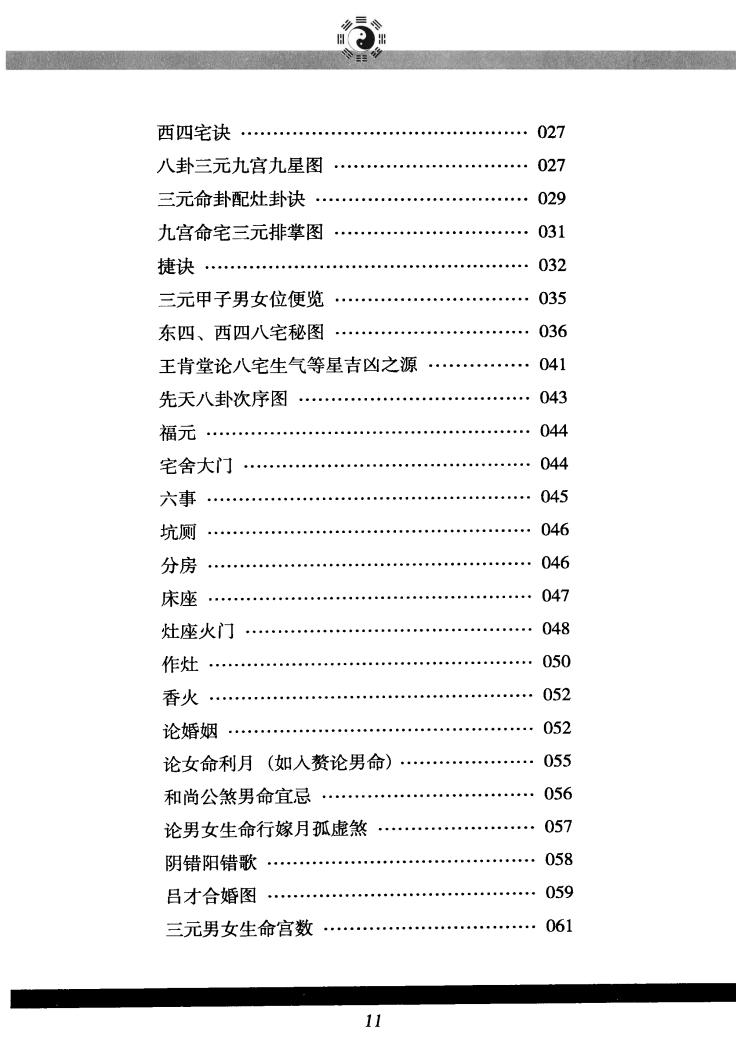 西四宅诀 ………………………………………… 027
八卦三元九宫九星图 ………………………… 027
三元命卦配灶卦诀 …………………………… 029
九宫命宅三元排掌图 ………………………… 031
捷诀 ……………………………………………… 032
三元甲子男女位便览 ………………………… 035
东四、西四八宅秘图 ………………………… 036
王肯堂论八宅生气等星吉凶之源 …………… 041
先天八卦次序图 ……………………………… 043
福元 ……………………………………………… 044
宅舍大门 ………………………………………… 044
六事 ……………………………………………… 045
坑厕 ……………………………………………… 046
分房 ……………………………………………… 046
床座 ……………………………………………… 047
灶座火门 ………………………………………… 048
作灶 ……………………………………………… 050
香火 ……………………………………………… 052
论婚姻 …………………………………………… 052
论女命利月（如入赘论男命）………………… 055
和尚公煞男命宜忌 …………………………… 056
论男女生命行嫁月孤虚煞 …………………… 057
阴错阳错歌 ……………………………………… 058
吕才合婚图 ……………………………………… 059
三元男女生命宫数 …………………………… 061
11